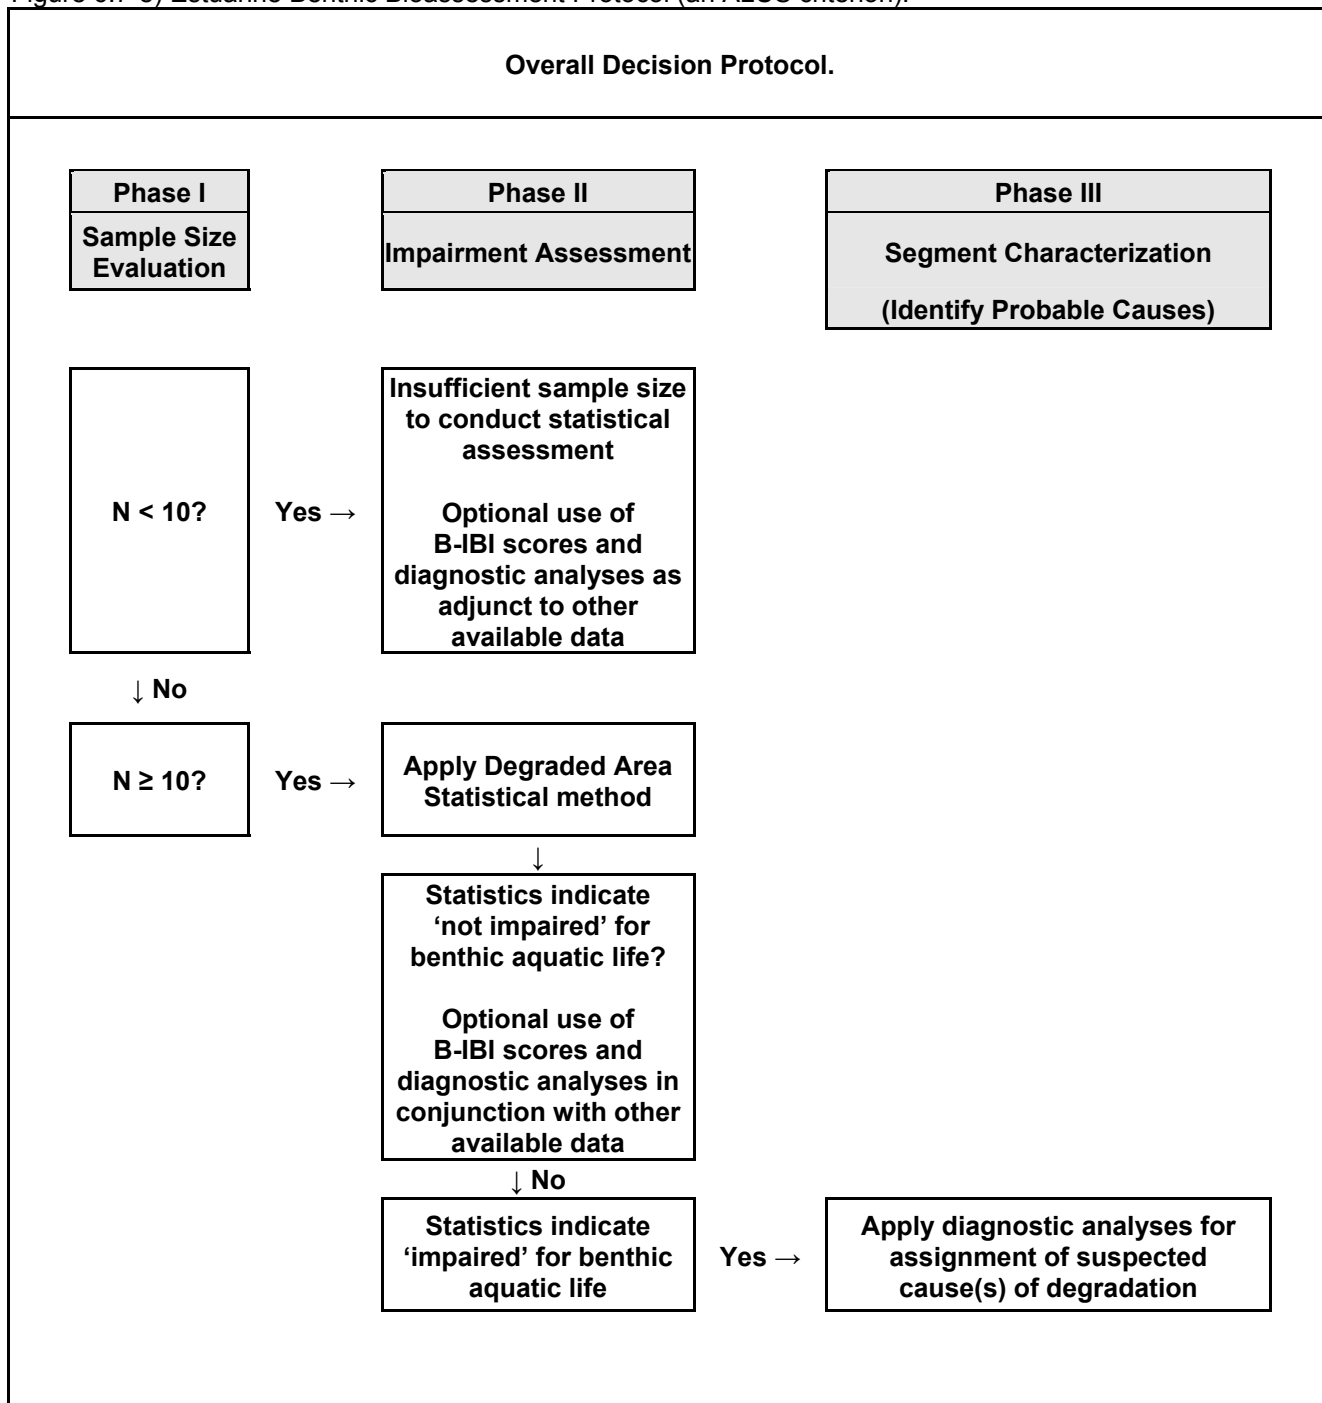 Overall Decision Protocol.
Phase I
Sample Size
Evaluation
Phase II
Impairment Assessment
Phase III
Segment Characterization
(Identify Probable Causes)
N < 10?
Yes →
Insufficient sample size
to conduct statistical
assessment
Optional use of
B-IBI scores and
diagnostic analyses as
adjunct to other
available data
↓ No
N ≥ 10?
Yes →
Apply Degraded Area
Statistical method
↓
Statistics indicate
‘not impaired’ for
benthic aquatic life?
Optional use of
B-IBI scores and
diagnostic analyses in
conjunction with other
available data
↓ No
Statistics indicate
‘impaired’ for benthic
aquatic life
Yes →
Apply diagnostic analyses for
assignment of suspected
cause(s) of degradation